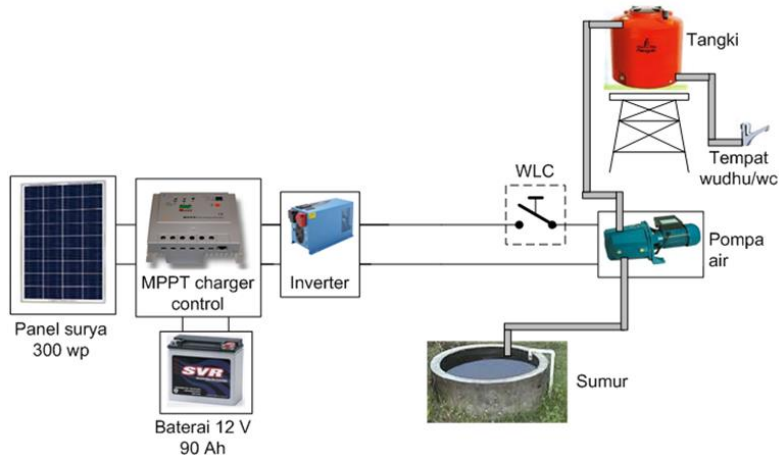 Tangki
Tempat
wudhu/wc
WLC
Pompa
air
MPPT charger
control
Inverter
Panel surya
300 wp
SVR
Baterai 12 V
90 Ah
Sumur